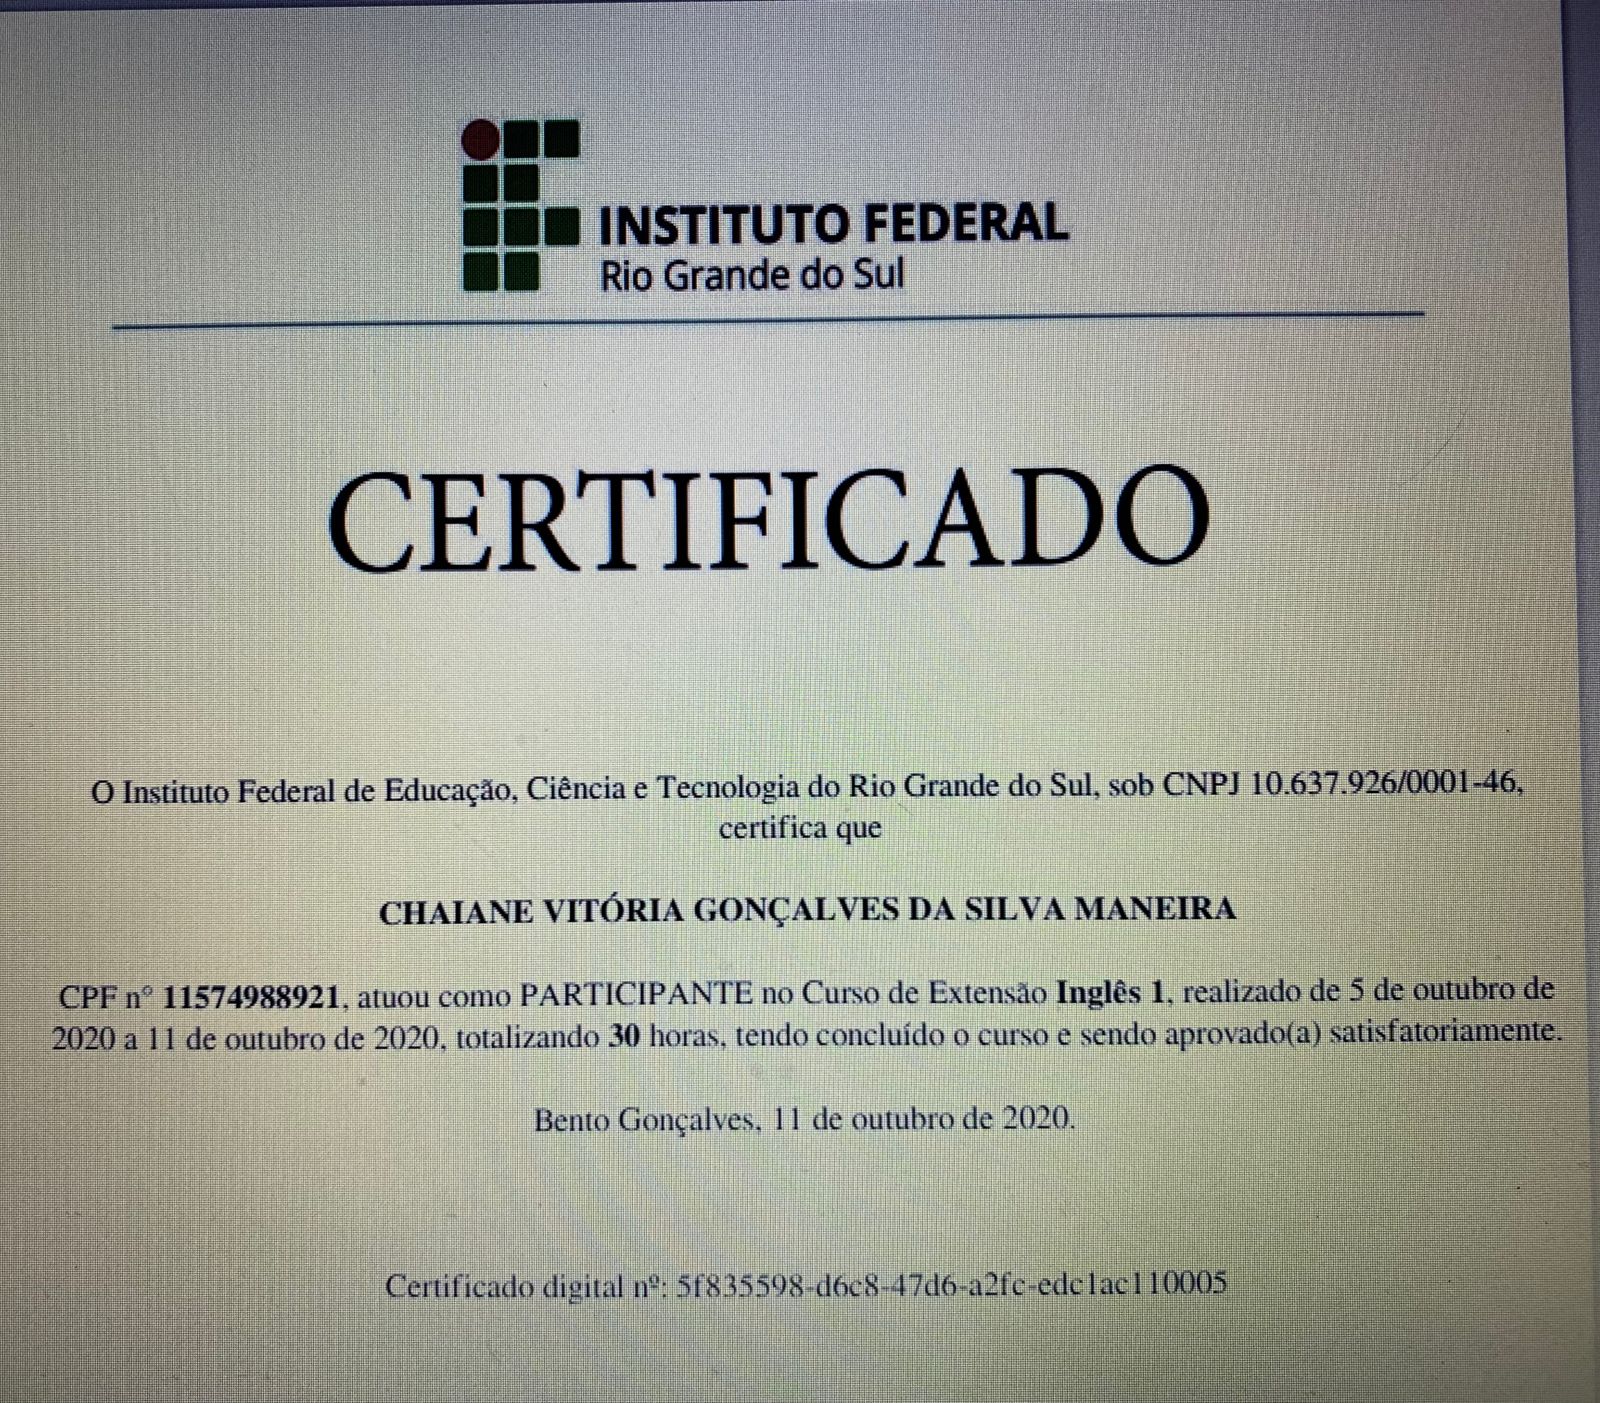 INSTITUTO FEDERAL
Rio Grande do Sul
CERTIFICADO
O Instituto Federal de Educação, Ciência e Tecnologia do Rio Grande do Sul, sob CNPJ 10.637.926/0001-46,
certifica que
CHAIANE VITÓRIA GONÇALVES DA SILVA MANEIRA
CPF nº 11574988921, atuou como PARTICIPANTE no Curso de Extensão Inglês 1, realizado de 5 de outubro de
2020 a 11 de outubro de 2020, totalizando 30 horas, tendo concluído o curso e sendo aprovado(a) satisfatoriamente.
Bento Gonçalves, 11 de outubro de 2020.
Certificado digital nº: 5f835598-d6c8-47d6-a2fc-edc1ac110005